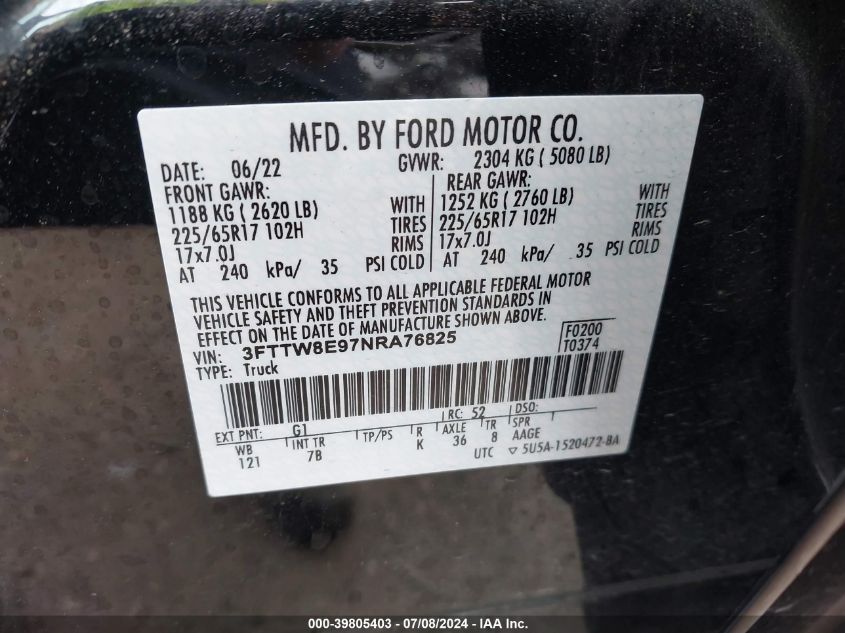 MFD. BY FORD MOTOR CO.
DATE: 06/22 GVWR: 2304 KG ( 5080 LB)
FRONT GAWR: REAR GAWR:
1188 KG ( 2620 LB) WITH 1252 KG ( 2760 LB) WITH
225/65R17 102H TIRES 225/65R17 102H TIRES
17x7.0J RIMS 17x7.0J RIMS
AT 240 kPa/ 35 PSI COLD AT 240 kPa/ 35 PSI COLD
THIS VEHICLE CONFORMS TO ALL APPLICABLE FEDERAL MOTOR
VEHICLE SAFETY AND THEFT PREVENTION STANDARDS IN
EFFECT ON THE DATE OF MANUFACTURE SHOWN ABOVE.
VIN: 3FTTW8E97NRA76825 F0200
TYPE: Truck T0374
EXT PNT: G1 RC: 52 DSO:
WB INT TR TP/PS R AXLE TR SPR
121 7B K 36 8 AAGE
UTC ▽ 5U5A-1520472-BA
000-39805403 - 07/08/2024 - IAA Inc.